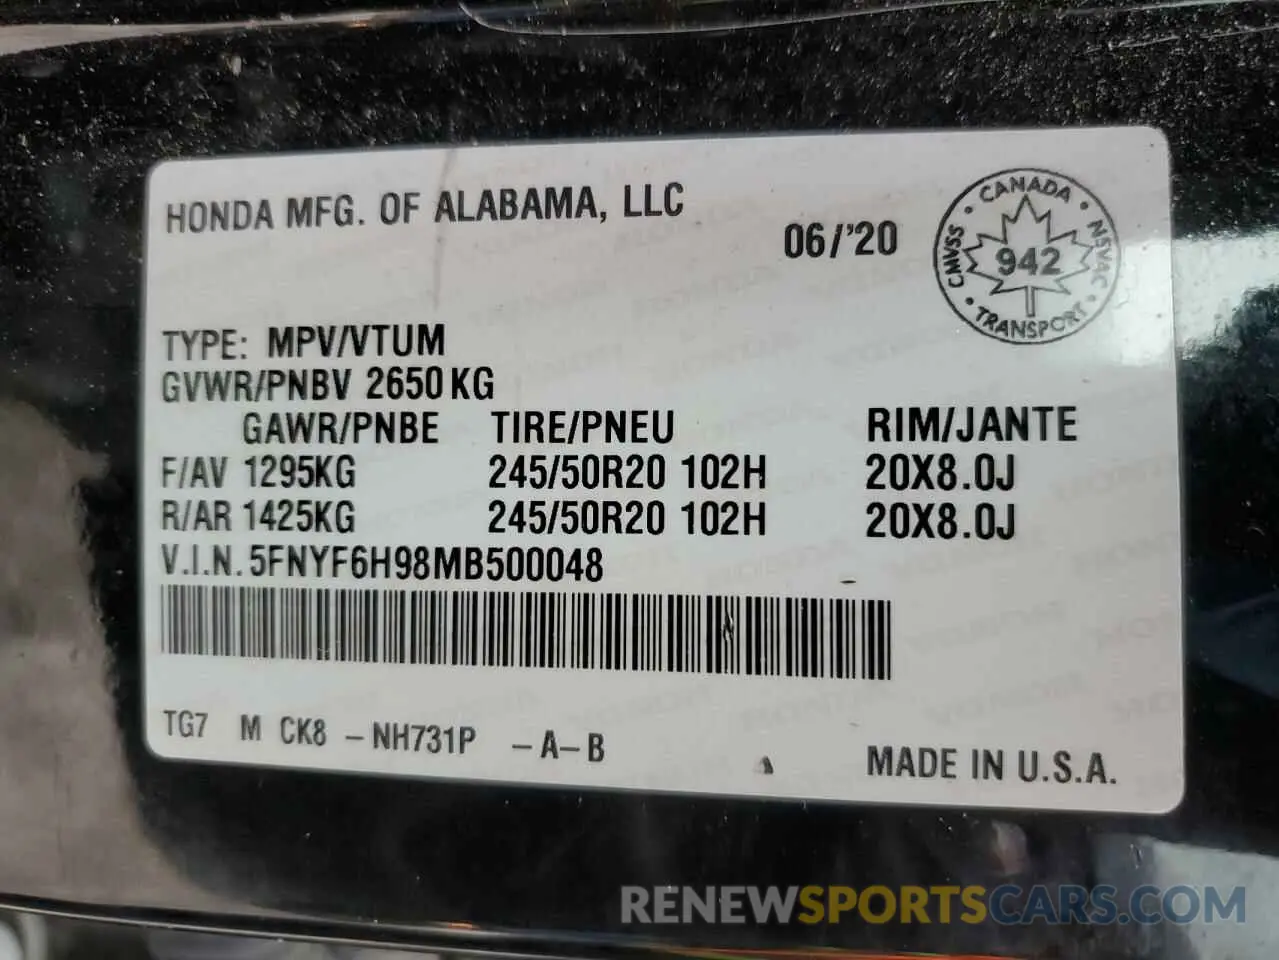 HONDA MFG. OF ALABAMA, LLC
06/'20
CANADA
CMVSS
942
NSVAC
TRANSPORT
TYPE: MPV/VTUM
GVWR/PNBV 2650KG
GAWR/PNBE TIRE/PNEU RIM/JANTE
F/AV 1295KG 245/50R20 102H 20X8.0J
R/AR 1425KG 245/50R20 102H 20X8.0J
V.I.N. 5FNYF6H98MB500048
TG7 M CK8 -NH731P -A-B
MADE IN U.S.A.
RENEWSPORTSCARS.COM